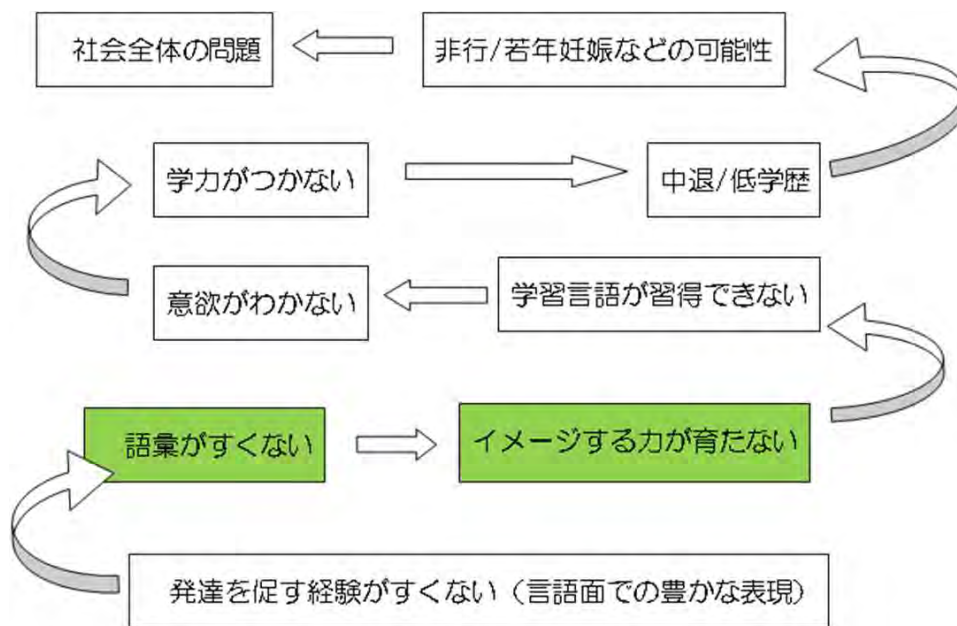 社会全体の問題
非行/若年妊娠などの可能性
学力がつかない
中退/低学歴
意欲がわかない
学習言語が習得できない
語彙がすくない
イメージする力が育たない
発達を促す経験がすくない（言語面での豊かな表現）